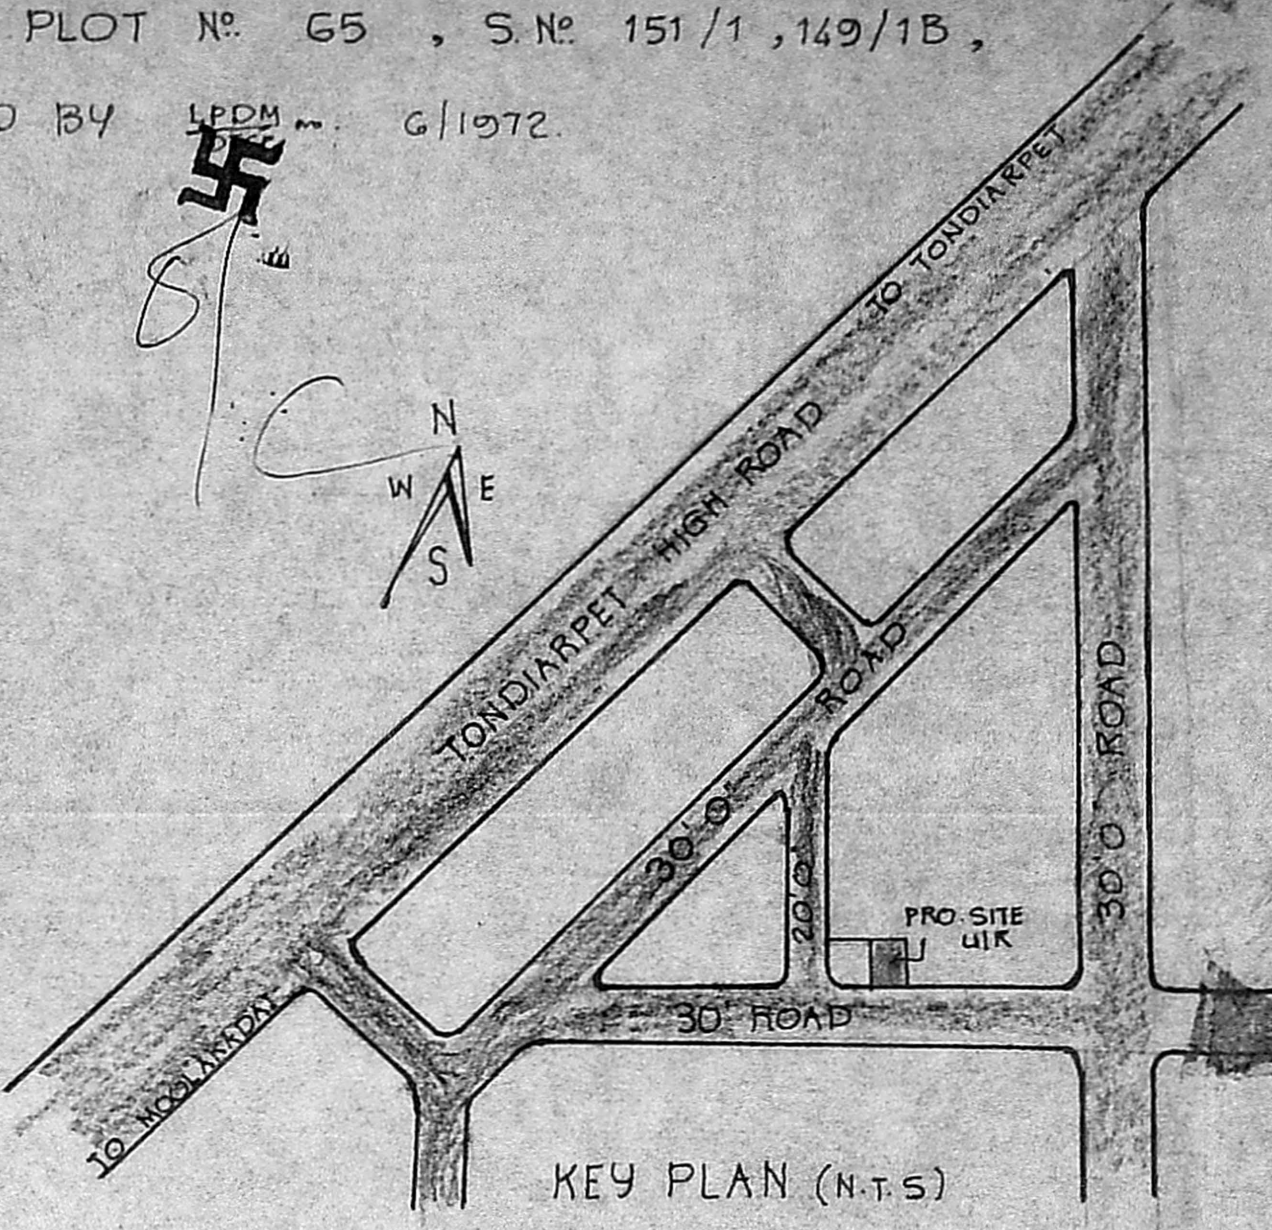 PLOT Nº. G5 , S. Nº. 151/1 , 149/1B ,
BY LPDM 6/1972.
TO TONDIARPET
N
W E
S
TONDIARPET HIGH ROAD
30'0" ROAD
20'0"
30'0 ROAD
PRO. SITE
U/R
30' ROAD
TO MOOLAKADAI
KEY PLAN (N.T.S)